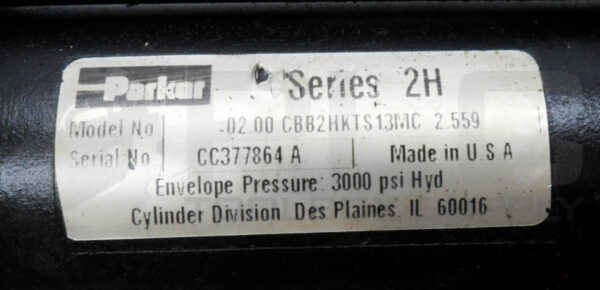 Parker Series 2H
Model No -02.00 CBB2HKTS13MC 2.559
Serial No. CC377864 A Made in U.S.A
Envelope Pressure: 3000 psi Hyd
Cylinder Division Des Plaines, IL 60016